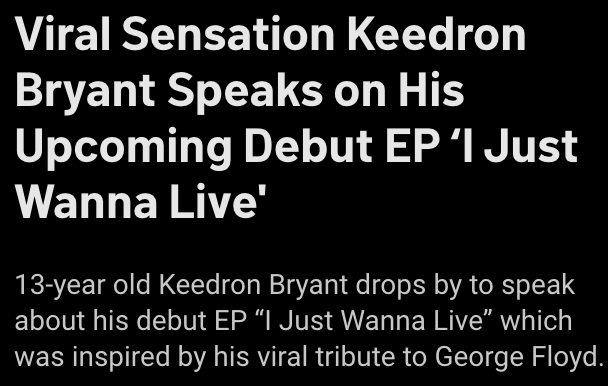 Viral Sensation Keedron
Bryant Speaks on His
Upcoming Debut EP ‘I Just
Wanna Live'
13-year old Keedron Bryant drops by to speak
about his debut EP “I Just Wanna Live” which
was inspired by his viral tribute to George Floyd.